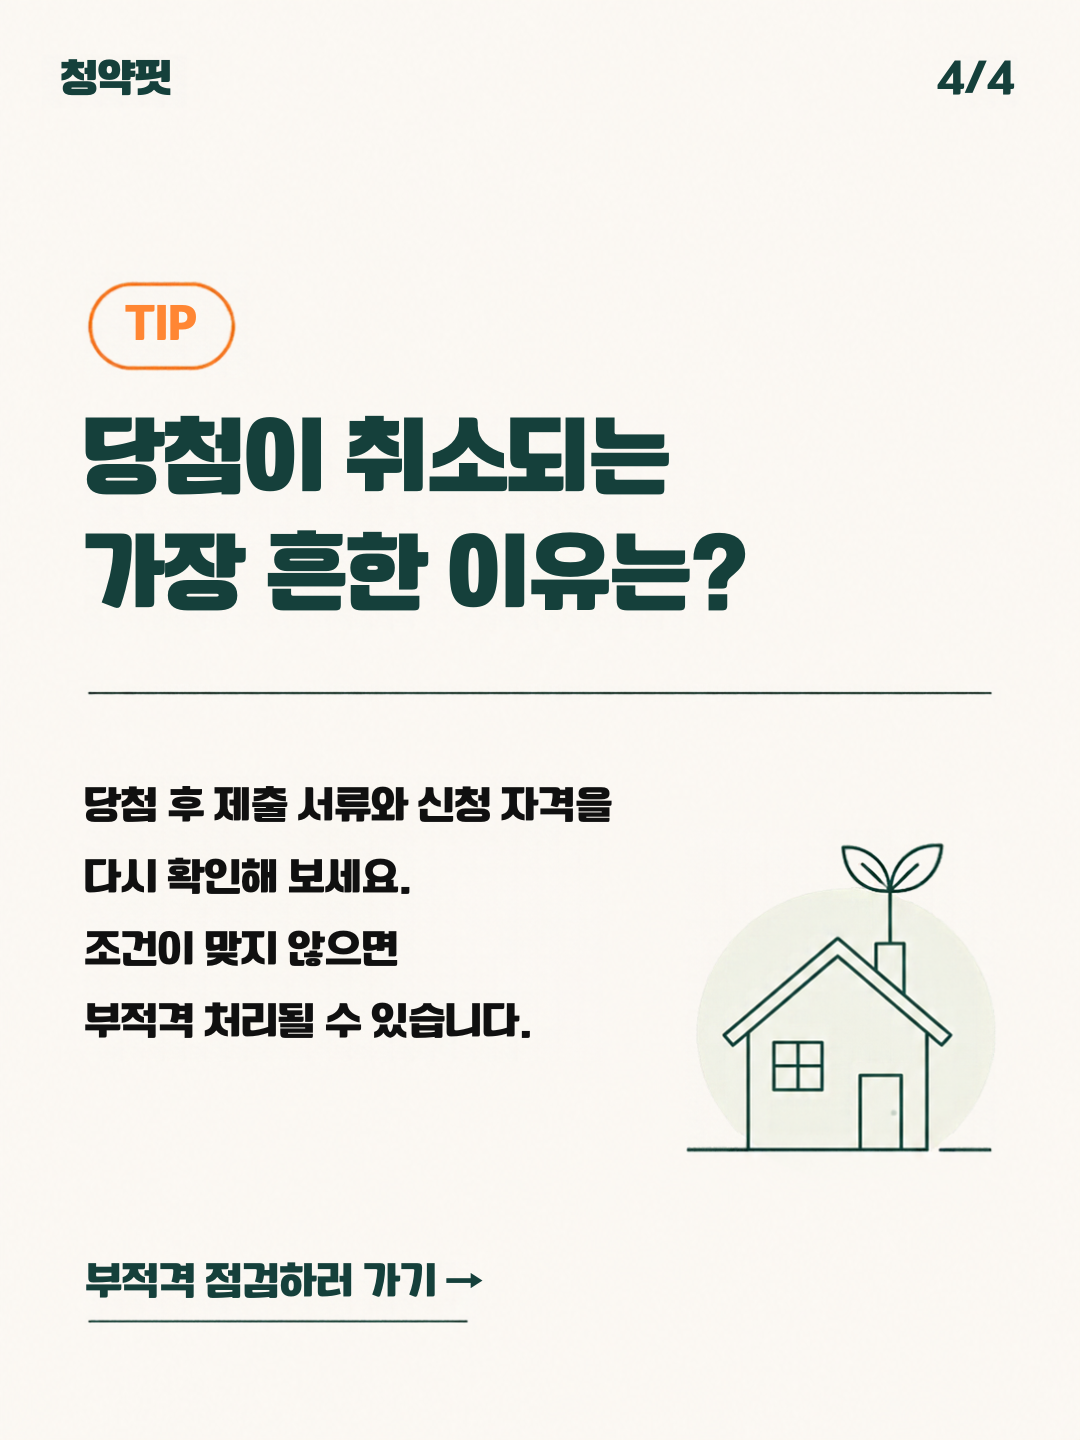 청약핏
4/4
TIP
당첨이 취소되는
가장 흔한 이유는?
당첨 후 제출 서류와 신청 자격을
다시 확인해 보세요.
조건이 맞지 않으면
부적격 처리될 수 있습니다.
부적격 점검하러 가기 →